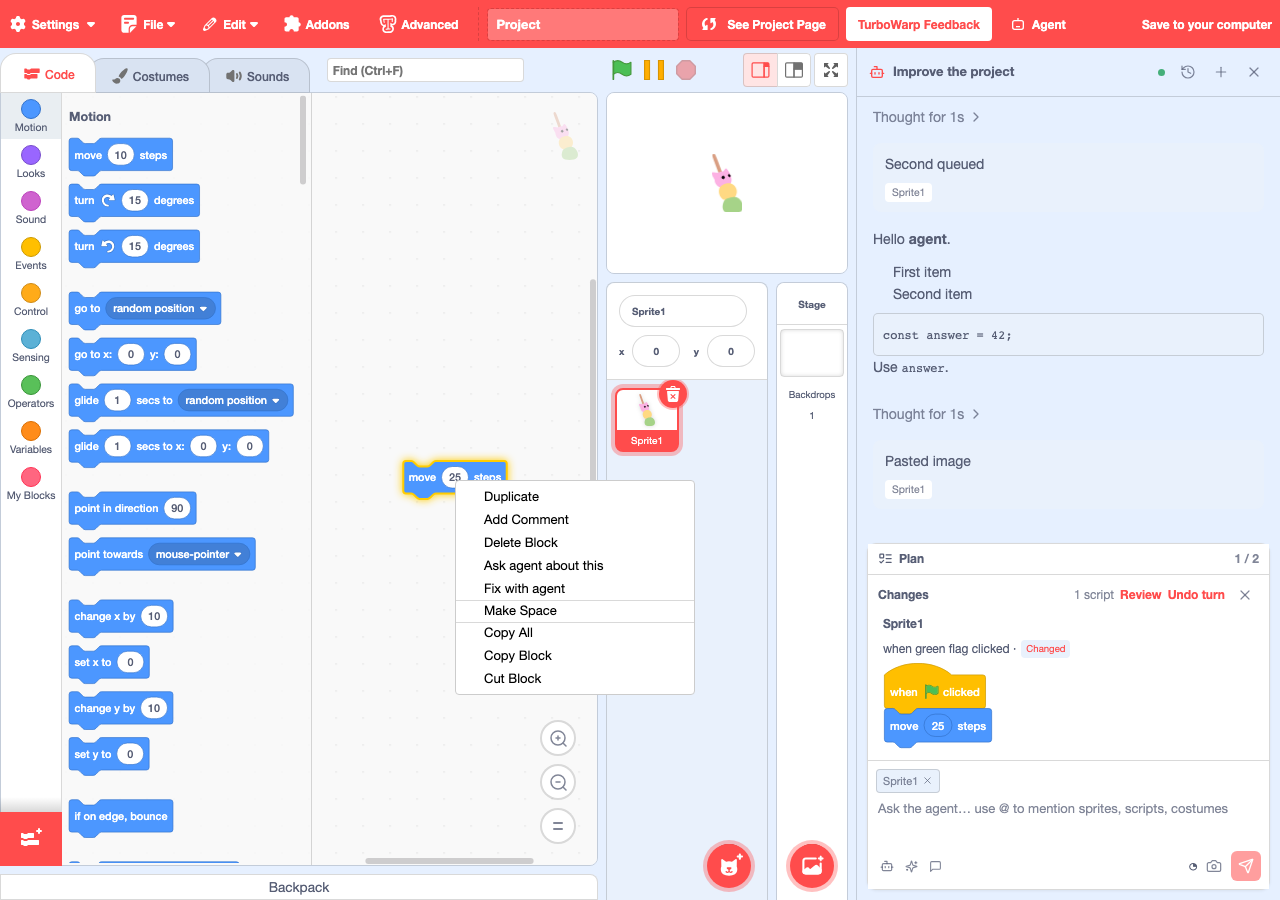 Settings
File
Edit
Addons
Advanced
Project
See Project Page
TurboWarp Feedback
Agent
Save to your computer
Code
Costumes
Sounds
Find (Ctrl+F)
Improve the project
Motion
Looks
Sound
Events
Control
Sensing
Operators
Variables
My Blocks
Motion
move 10 steps
turn 15 degrees
turn 15 degrees
go to random position
go to x: 0 y: 0
glide 1 secs to random position
glide 1 secs to x: 0 y: 0
point in direction 90
point towards mouse-pointer
change x by 10
set x to 0
change y by 10
set y to 0
if on edge, bounce
move 25 steps
Duplicate
Add Comment
Delete Block
Ask agent about this
Fix with agent
Make Space
Copy All
Copy Block
Cut Block
Backpack
Sprite1
x 0 y 0
Sprite1
Stage
Backdrops
1
Thought for 1s
Second queued
Sprite1
Hello agent.
First item
Second item
const answer = 42;
Use answer.
Thought for 1s
Pasted image
Sprite1
Plan 1 / 2
Changes 1 script Review Undo turn
Sprite1
when green flag clicked · Changed
when clicked
move 25 steps
Sprite1
Ask the agent… use @ to mention sprites, scripts, costumes